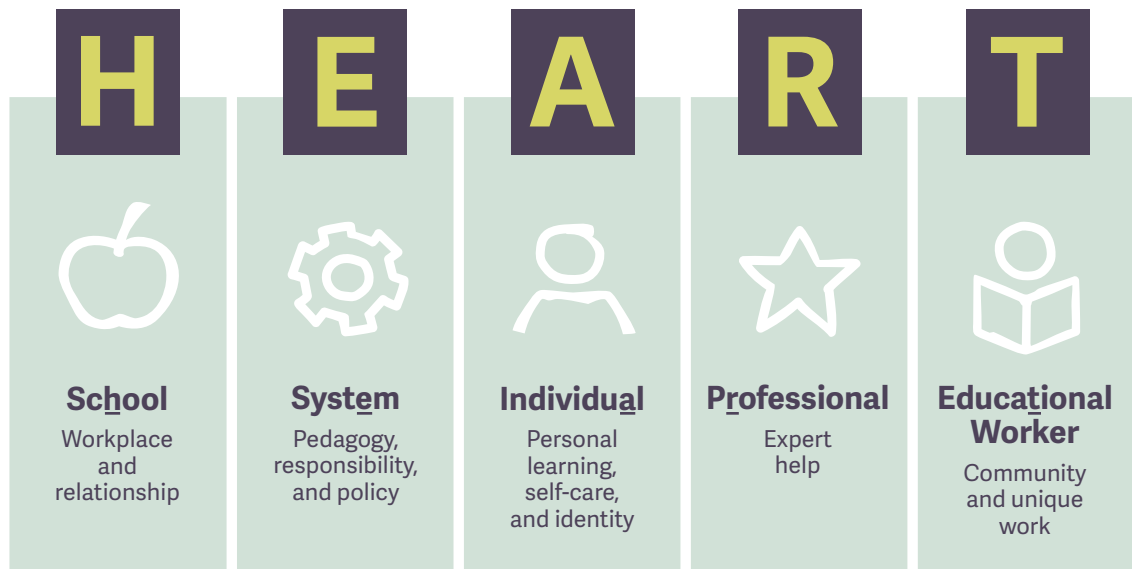 H
E
A
R
T
School
Workplace
and
relationship
System
Pedagogy,
responsibility,
and policy
Individual
Personal
learning,
self-care,
and identity
Professional
Expert
help
Educational
Worker
Community
and unique
work